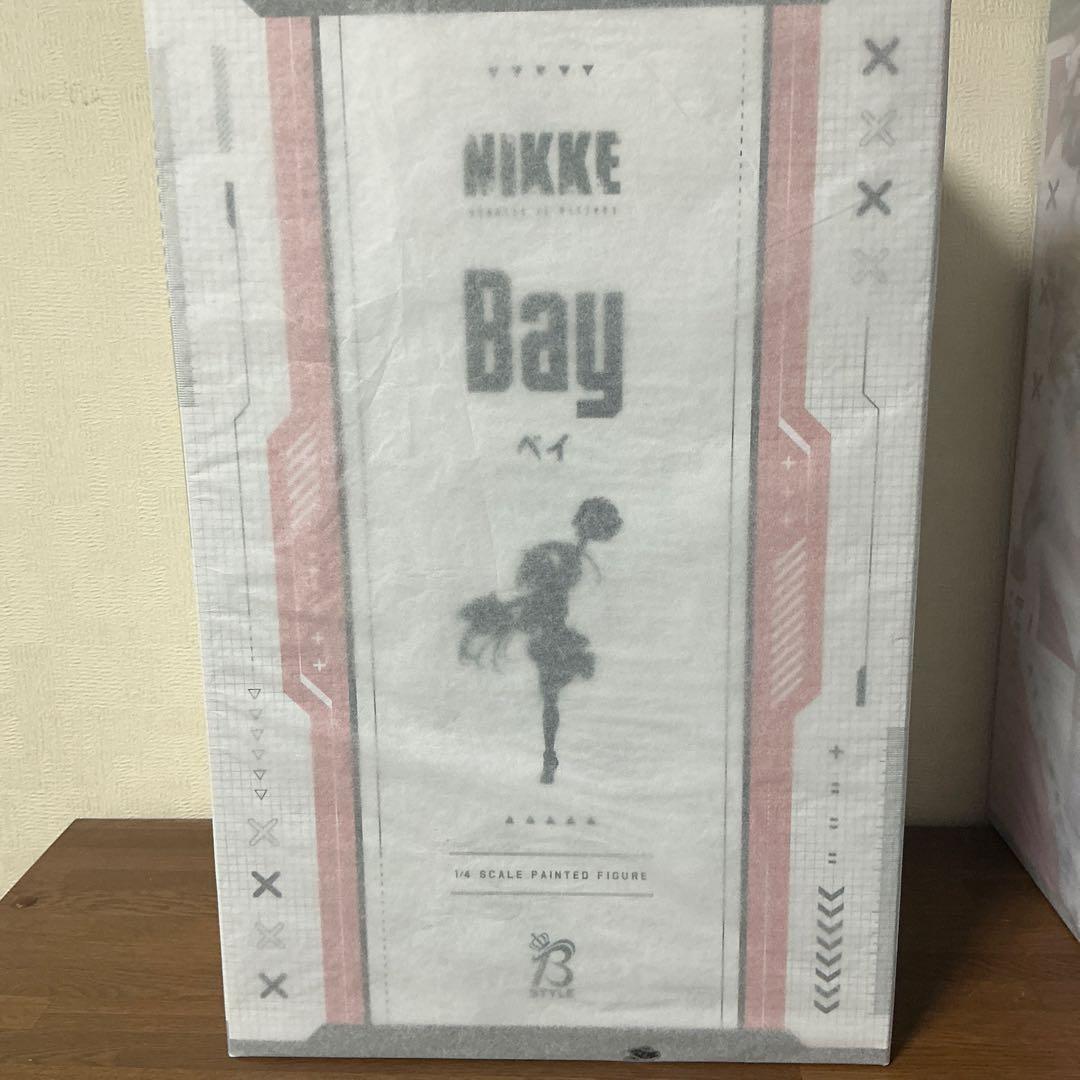 NIKKE
Bay
ベイ
1/4 SCALE PAINTED FIGURE
B
STYLE